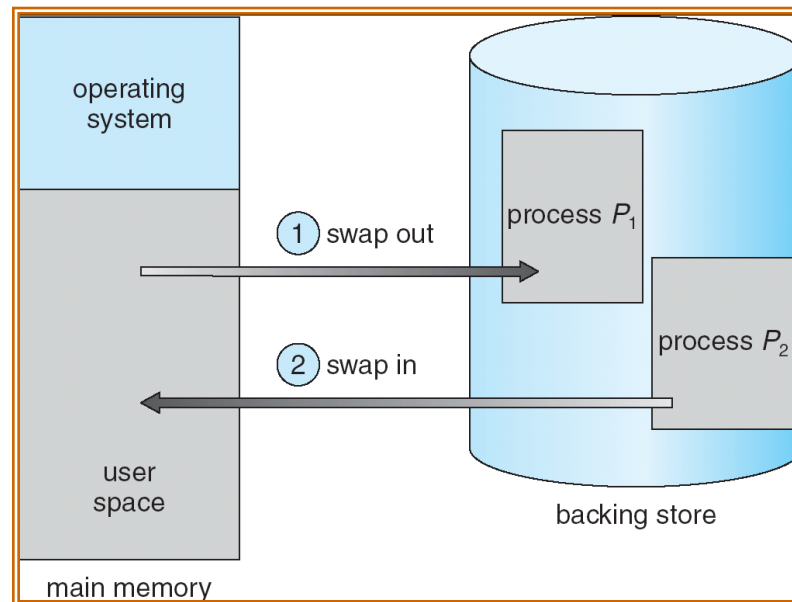 operating
system
1 swap out
process P₁
2 swap in
process P₂
user
space
backing store
main memory